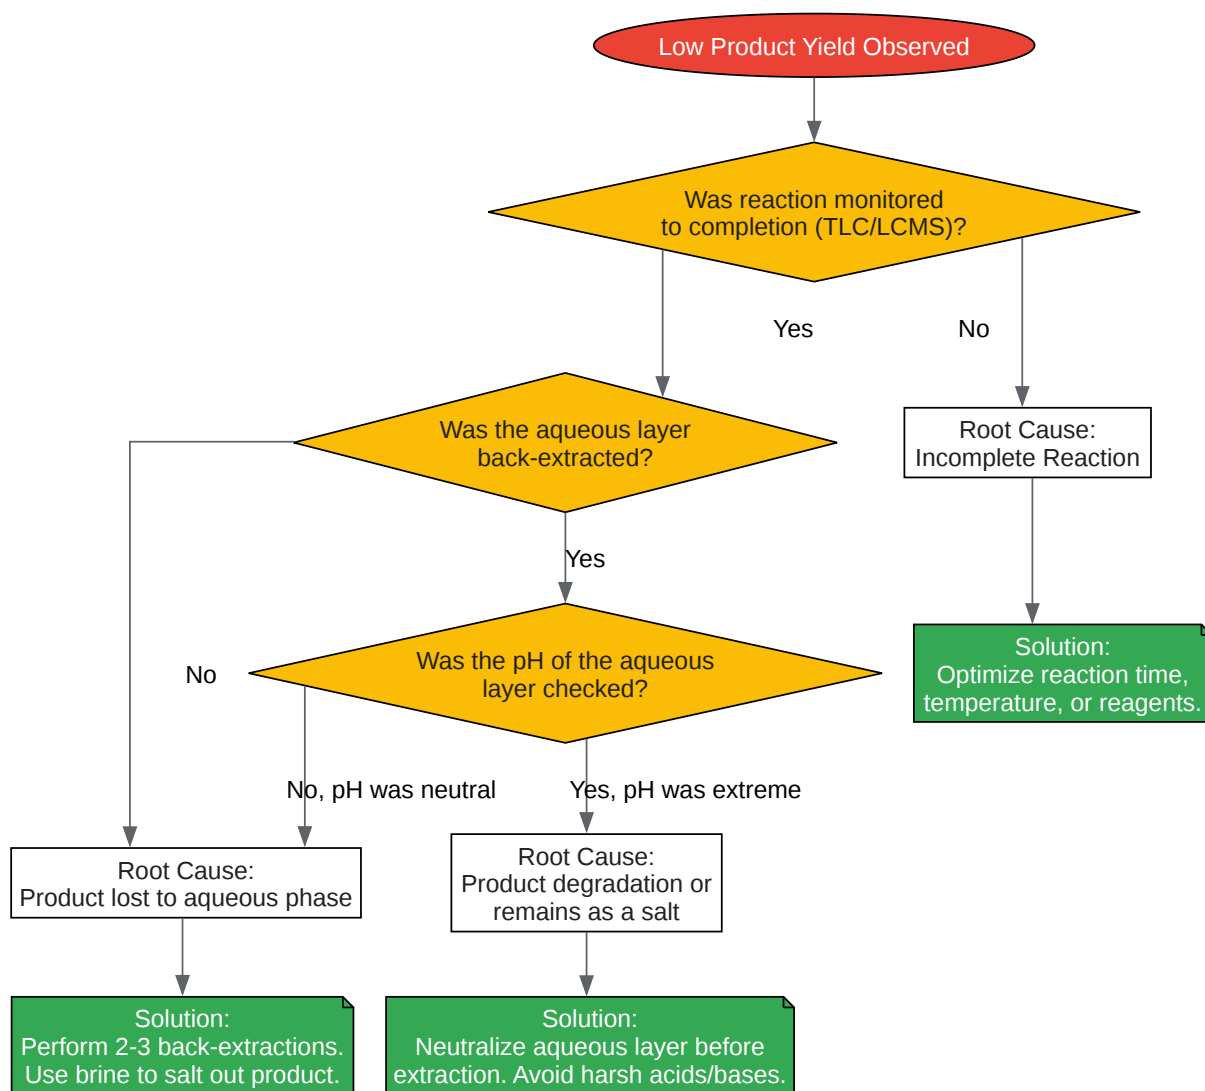 Low Product Yield Observed
Was reaction monitored
to completion (TLC/LCMS)?
Yes
No
Was the aqueous layer
back-extracted?
Root Cause:
Incomplete Reaction
Yes
Solution:
Optimize reaction time,
temperature, or reagents.
Was the pH of the aqueous
layer checked?
No
No, pH was neutral
Yes, pH was extreme
Root Cause:
Product lost to aqueous phase
Root Cause:
Product degradation or
remains as a salt
Solution:
Perform 2-3 back-extractions.
Use brine to salt out product.
Solution:
Neutralize aqueous layer before
extraction. Avoid harsh acids/bases.